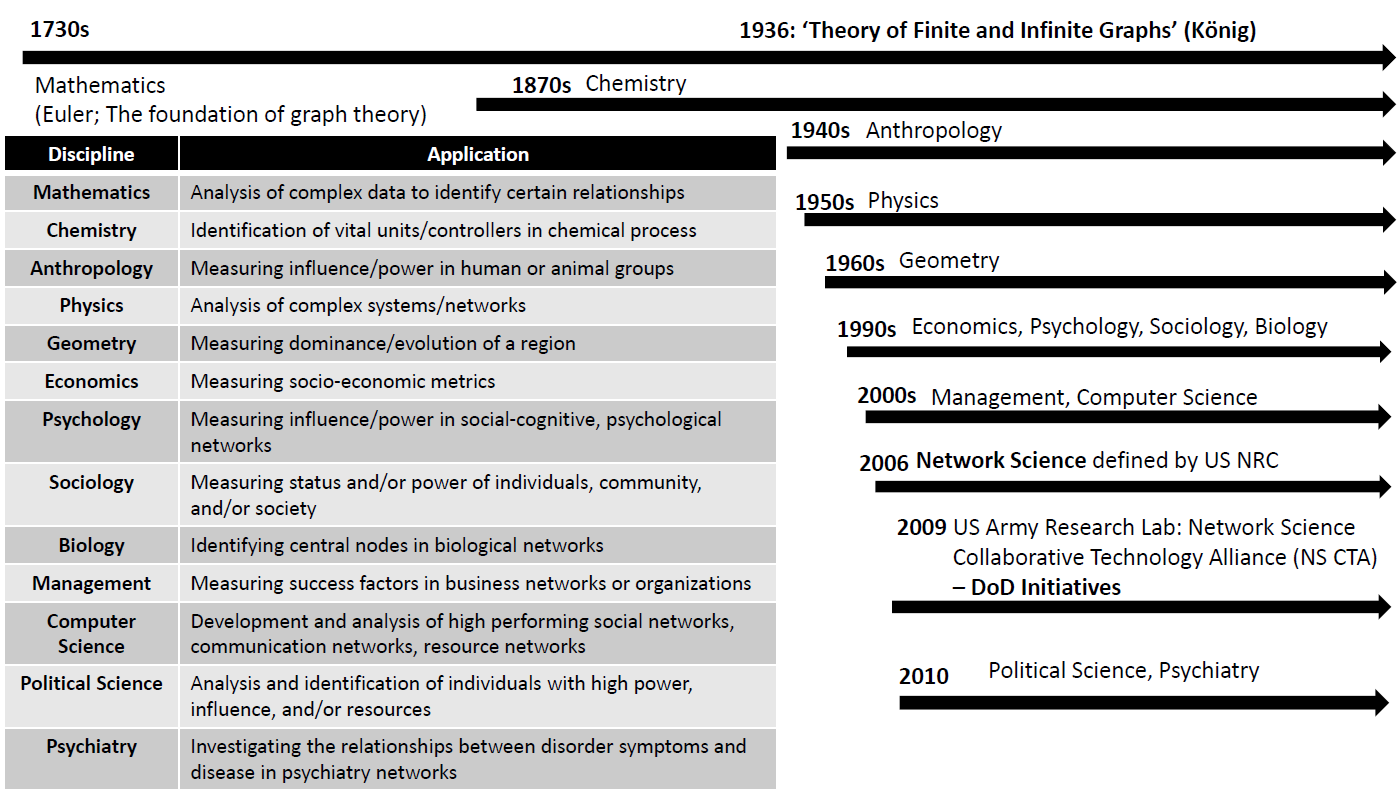 1730s
1936: ‘Theory of Finite and Infinite Graphs’ (König)
Mathematics
(Euler; The foundation of graph theory)
1870s Chemistry
1940s Anthropology
1950s Physics
1960s Geometry
1990s Economics, Psychology, Sociology, Biology
2000s Management, Computer Science
2006 Network Science defined by US NRC
2009 US Army Research Lab: Network Science
Collaborative Technology Alliance (NS CTA)
– DoD Initiatives
2010 Political Science, Psychiatry
Discipline Application
Mathematics Analysis of complex data to identify certain relationships
Chemistry Identification of vital units/controllers in chemical process
Anthropology Measuring influence/power in human or animal groups
Physics Analysis of complex systems/networks
Geometry Measuring dominance/evolution of a region
Economics Measuring socio-economic metrics
Psychology Measuring influence/power in social-cognitive, psychological
networks
Sociology Measuring status and/or power of individuals, community,
and/or society
Biology Identifying central nodes in biological networks
Management Measuring success factors in business networks or organizations
Computer Development and analysis of high performing social networks,
Science communication networks, resource networks
Political Science Analysis and identification of individuals with high power,
influence, and/or resources
Psychiatry Investigating the relationships between disorder symptoms and
disease in psychiatry networks